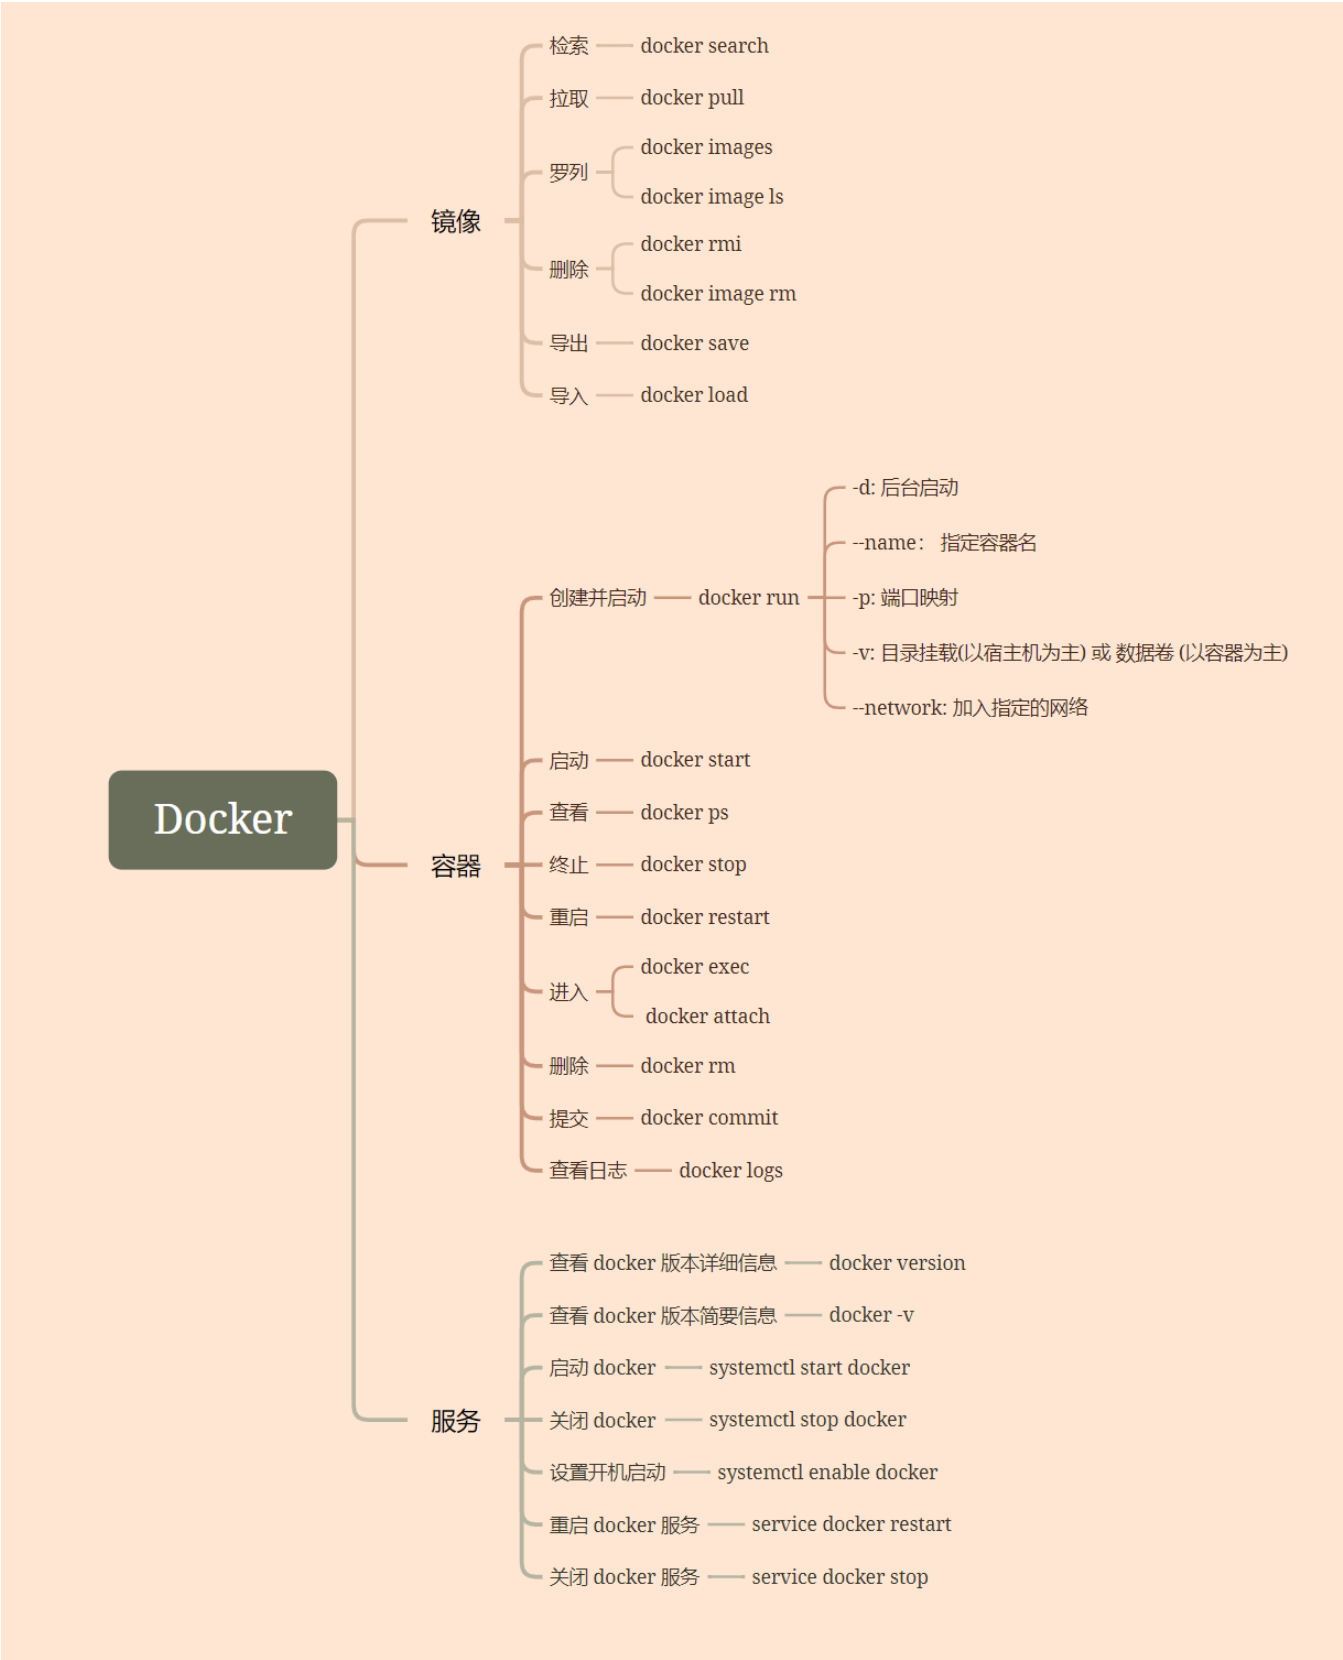 Docker
镜像
检索
docker search
拉取
docker pull
罗列
docker images
docker image ls
删除
docker rmi
docker image rm
导出
docker save
导入
docker load
容器
创建并启动
docker run
-d: 后台启动
--name： 指定容器名
-p: 端口映射
-v: 目录挂载(以宿主机为主) 或 数据卷 (以容器为主)
--network: 加入指定的网络
启动
docker start
查看
docker ps
终止
docker stop
重启
docker restart
进入
docker exec
docker attach
删除
docker rm
提交
docker commit
查看日志
docker logs
服务
查看 docker 版本详细信息
docker version
查看 docker 版本简要信息
docker -v
启动 docker
systemctl start docker
关闭 docker
systemctl stop docker
设置开机启动
systemctl enable docker
重启 docker 服务
service docker restart
关闭 docker 服务
service docker stop